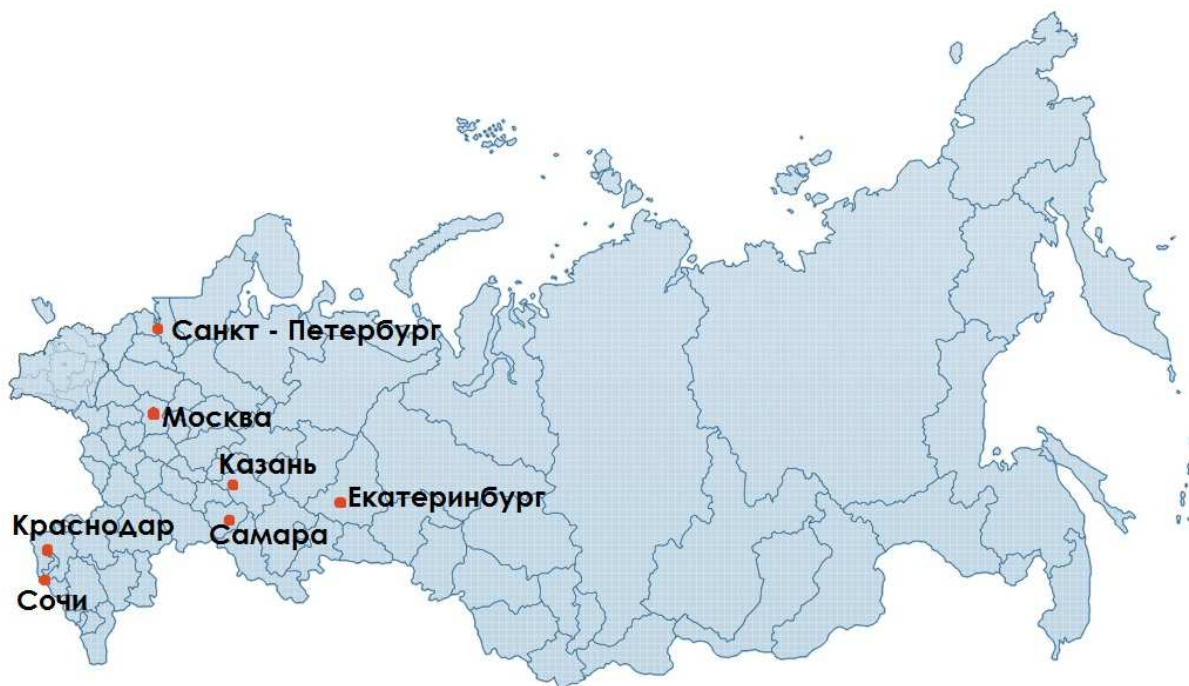 Санкт - Петербург
Москва
Казань
Екатеринбург
Самара
Краснодар
Сочи